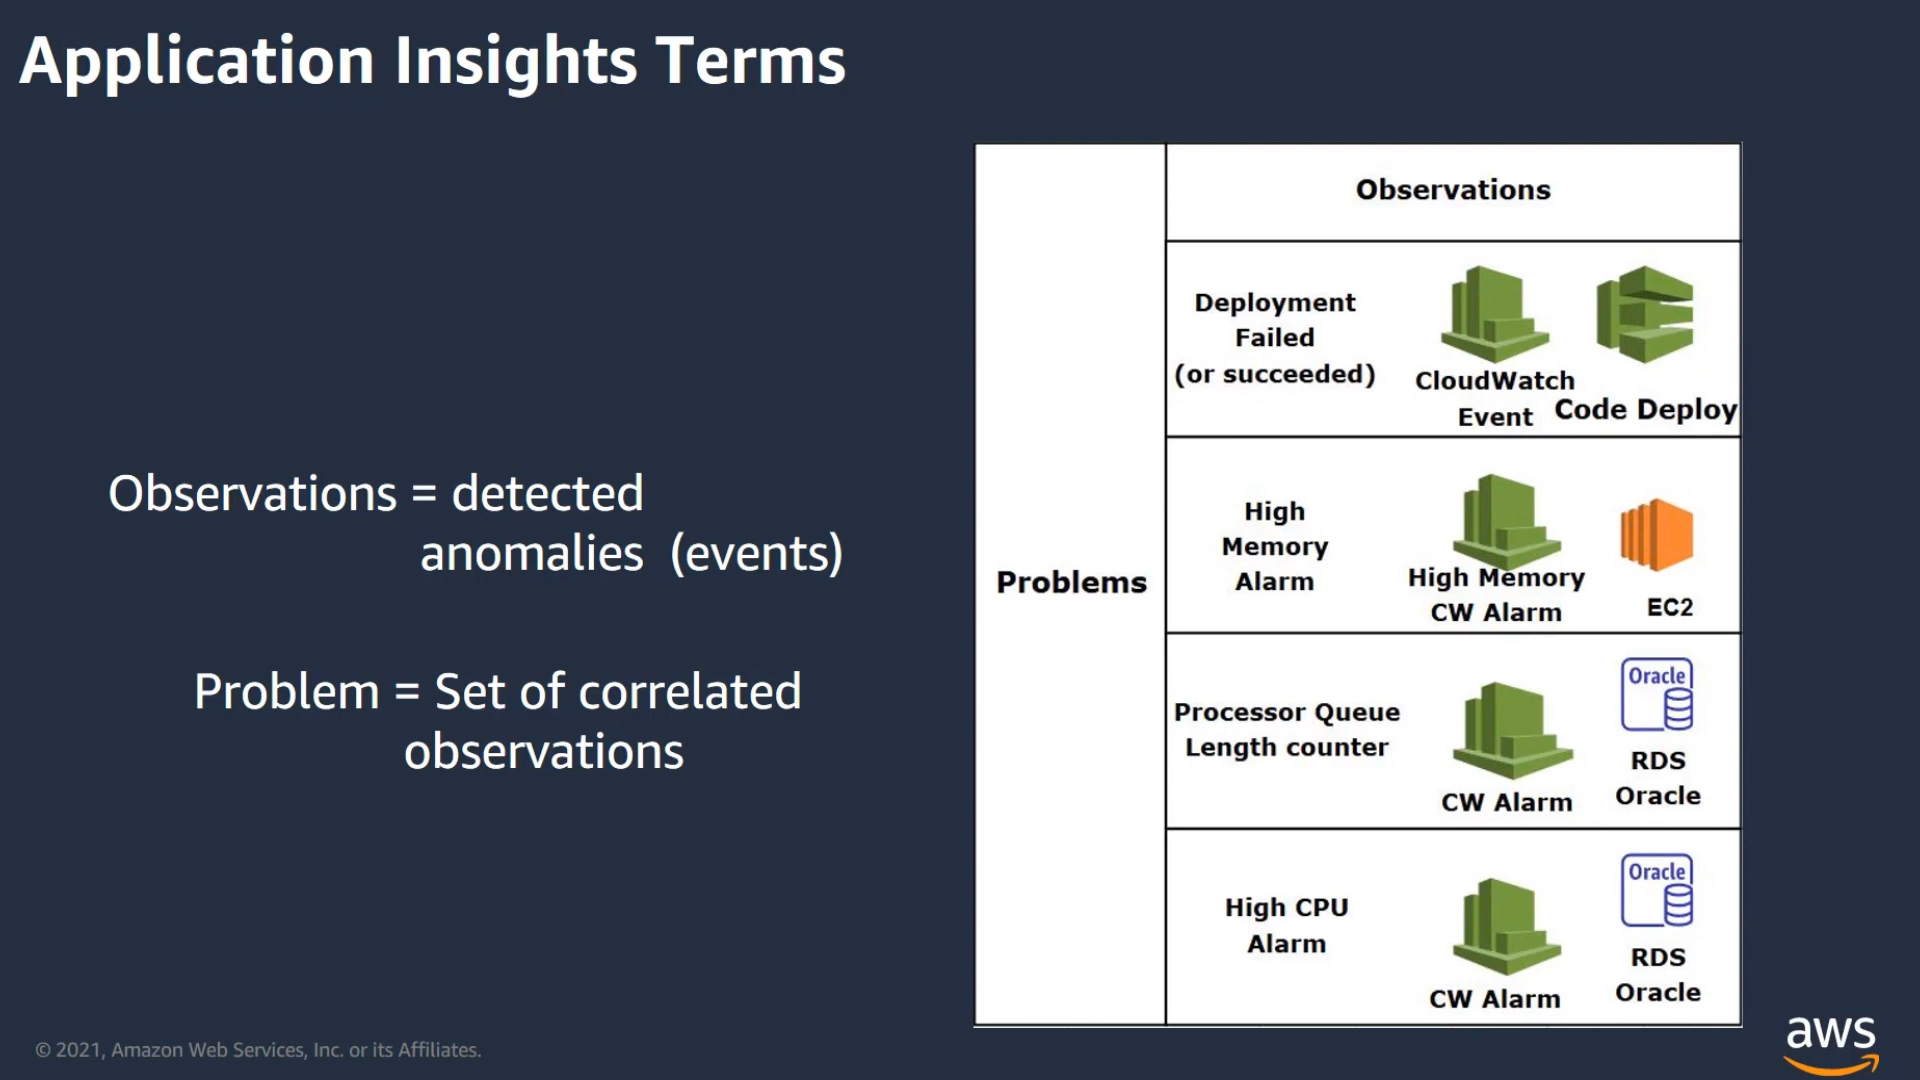 Application Insights Terms
Observations = detected
anomalies (events)
Problem = Set of correlated
observations
Problems
Observations
Deployment
Failed
(or succeeded)
CloudWatch
Event
Code Deploy
High
Memory
Alarm
High Memory
CW Alarm
EC2
Processor Queue
Length counter
CW Alarm
Oracle
RDS
Oracle
High CPU
Alarm
CW Alarm
Oracle
RDS
Oracle
© 2021, Amazon Web Services, Inc. or its Affiliates.
aws